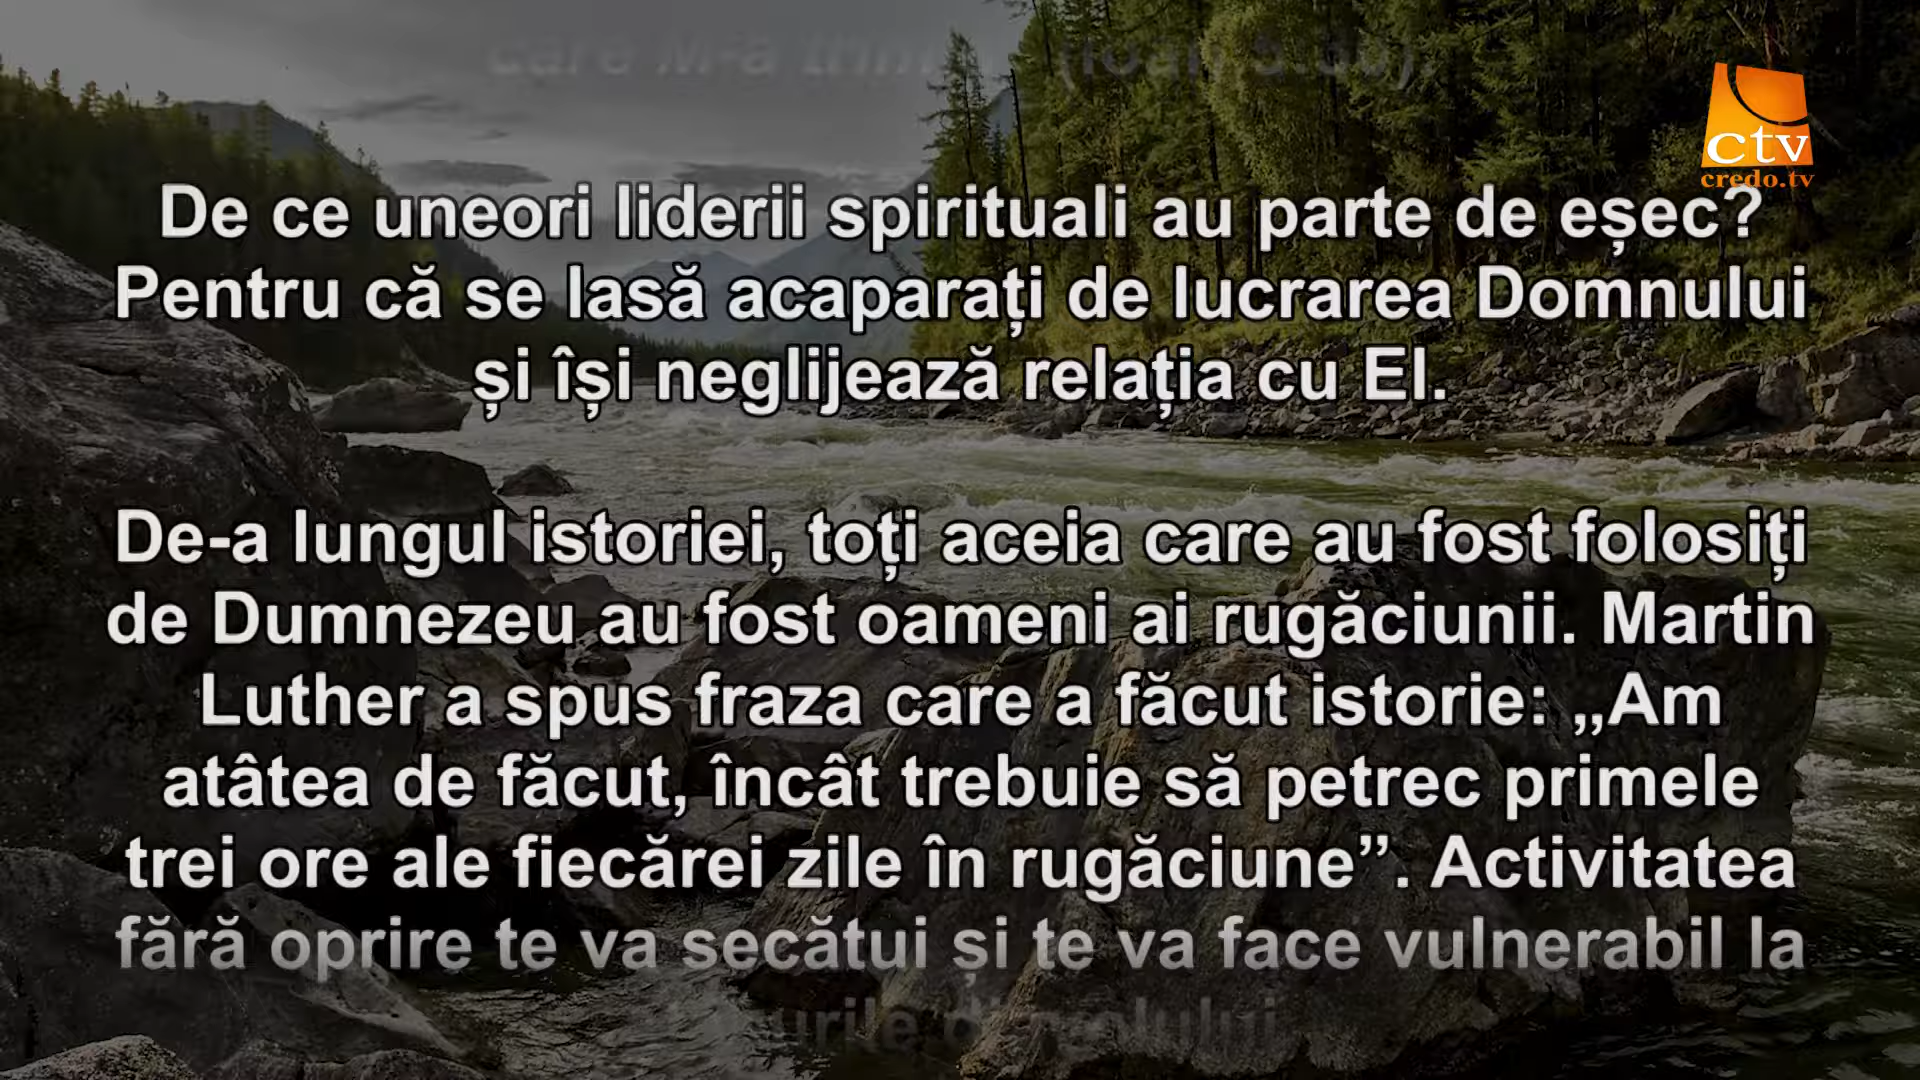 care M-a
ctv
credo.tv
De ce uneori liderii spirituali au parte de eșec?
Pentru că se lasă acaparați de lucrarea Domnului
și își neglijează relația cu El.
De-a lungul istoriei, toți aceia care au fost folosiți
de Dumnezeu au fost oameni ai rugăciunii. Martin
Luther a spus fraza care a făcut istorie: „Am
atâtea de făcut, încât trebuie să petrec primele
trei ore ale fiecărei zile în rugăciune”. Activitatea
fără oprire te va secătui și te va face vulnerabil la